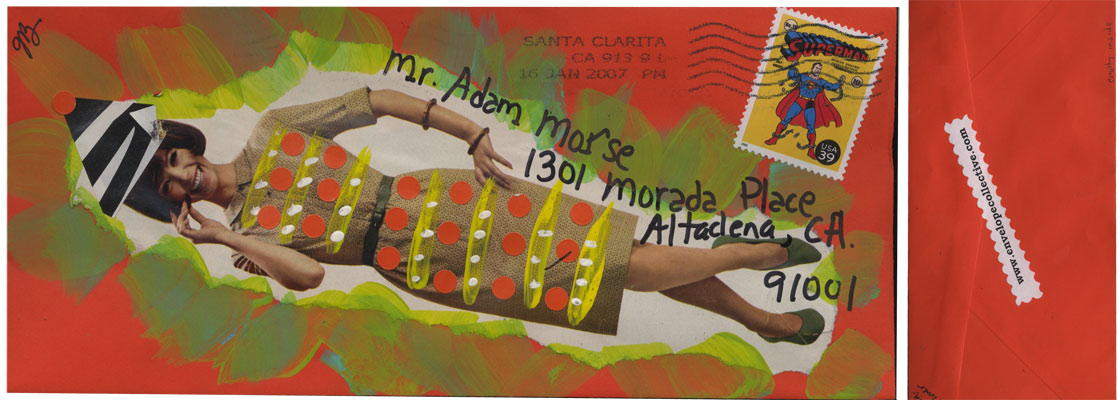 SANTA CLARITA
CA 913 9 L
16 JAN 2007 PM
SUPERMAN
USA
39
Mr. Adam Morse
1301 Morada Place
Altadena, CA.
91001
www.envelopecollective.com